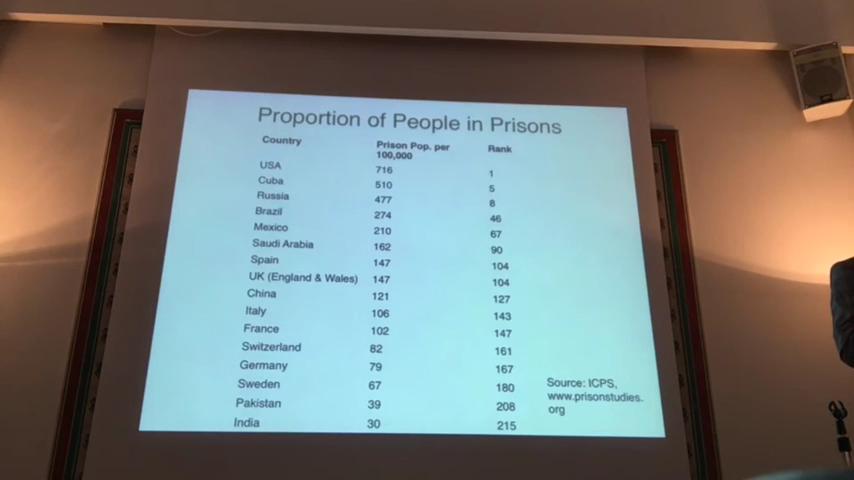 Proportion of People in Prisons
Country Prison Pop. per 100,000 Rank
USA 716 1
Cuba 510 5
Russia 477 8
Brazil 274 46
Mexico 210 67
Saudi Arabia 162 90
Spain 147 104
UK (England & Wales) 147 104
China 121 127
Italy 106 143
France 102 147
Switzerland 82 161
Germany 79 167
Sweden 67 180
Pakistan 39 208
India 30 215
Source: ICPS,
www.prisonstudies.
org